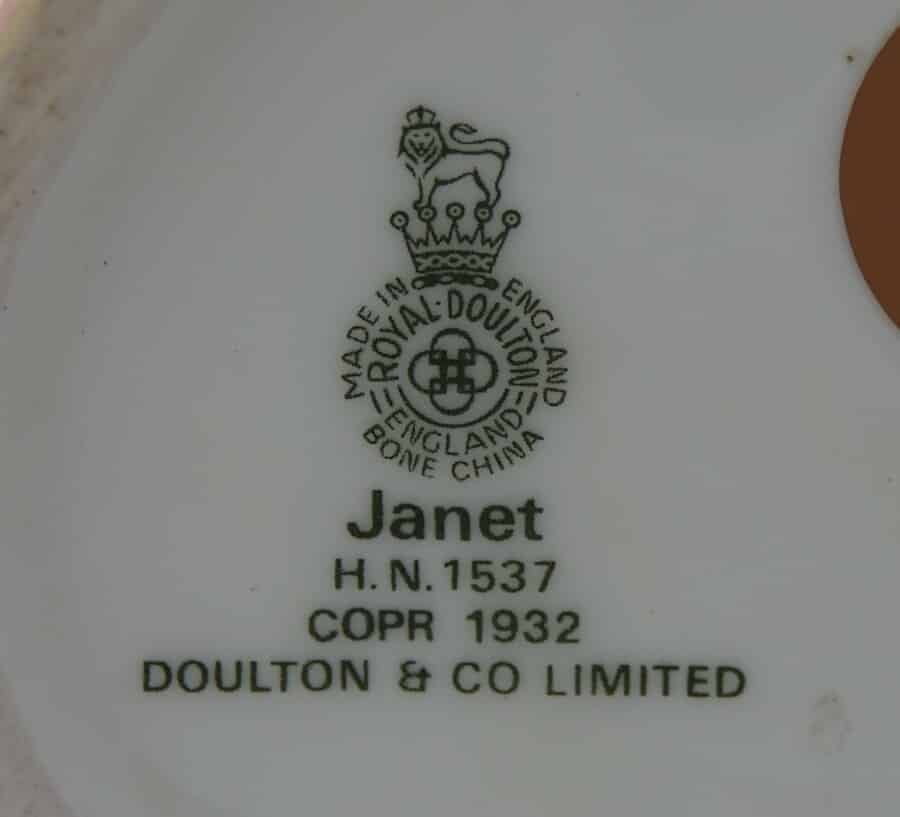 MADE IN ENGLAND
ROYAL·DOULTON
ENGLAND
BONE CHINA
Janet
H.N.1537
COPR 1932
DOULTON & CO LIMITED